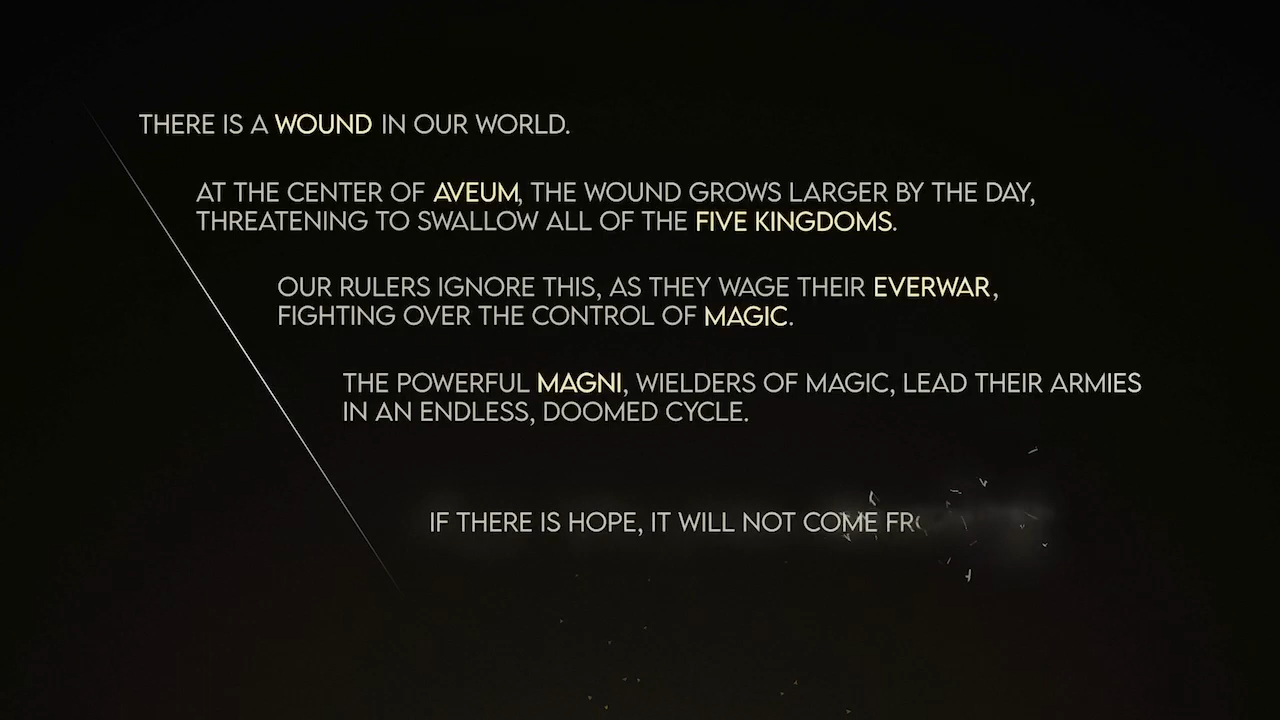 THERE IS A WOUND IN OUR WORLD.
AT THE CENTER OF AVEUM, THE WOUND GROWS LARGER BY THE DAY,
THREATENING TO SWALLOW ALL OF THE FIVE KINGDOMS.
OUR RULERS IGNORE THIS, AS THEY WAGE THEIR EVERWAR,
FIGHTING OVER THE CONTROL OF MAGIC.
THE POWERFUL MAGNI, WIELDERS OF MAGIC, LEAD THEIR ARMIES
IN AN ENDLESS, DOOMED CYCLE.
IF THERE IS HOPE, IT WILL NOT COME